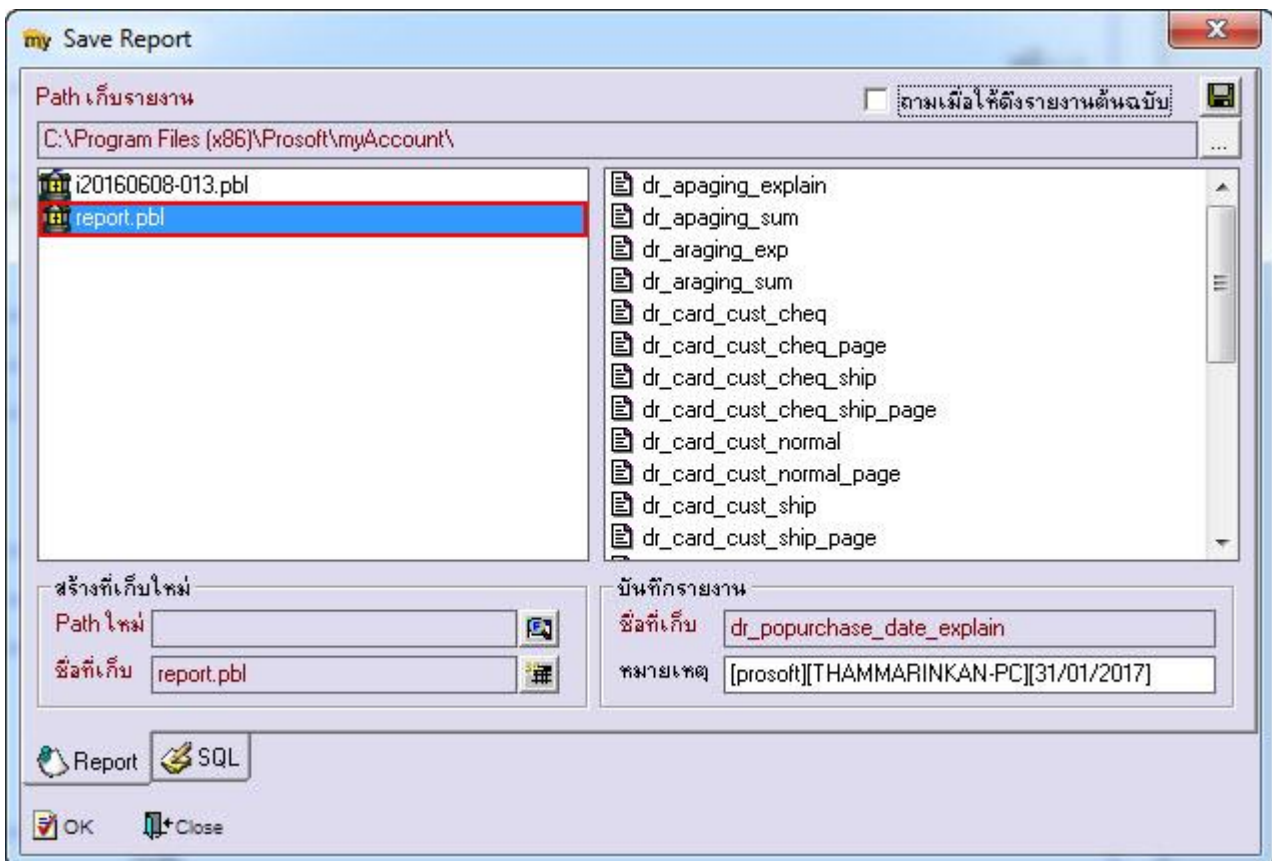 my Save Report
Path เก็บรายงาน
ถามเมื่อให้ดึงรายงานต้นฉบับ
C:\Program Files (x86)\Prosoft\myAccount\
...
i20160608-013.pbl
report.pbl
dr_apaging_explain
dr_apaging_sum
dr_araging_exp
dr_araging_sum
dr_card_cust_cheq
dr_card_cust_cheq_page
dr_card_cust_cheq_ship
dr_card_cust_cheq_ship_page
dr_card_cust_normal
dr_card_cust_normal_page
dr_card_cust_ship
dr_card_cust_ship_page
สร้างที่เก็บใหม่
Path ใหม่
ชื่อที่เก็บ report.pbl
บันทึกรายงาน
ชื่อที่เก็บ dr_popurchase_date_explain
หมายเหตุ [prosoft][THAMMARINKAN-PC][31/01/2017]
Report SQL
OK Close